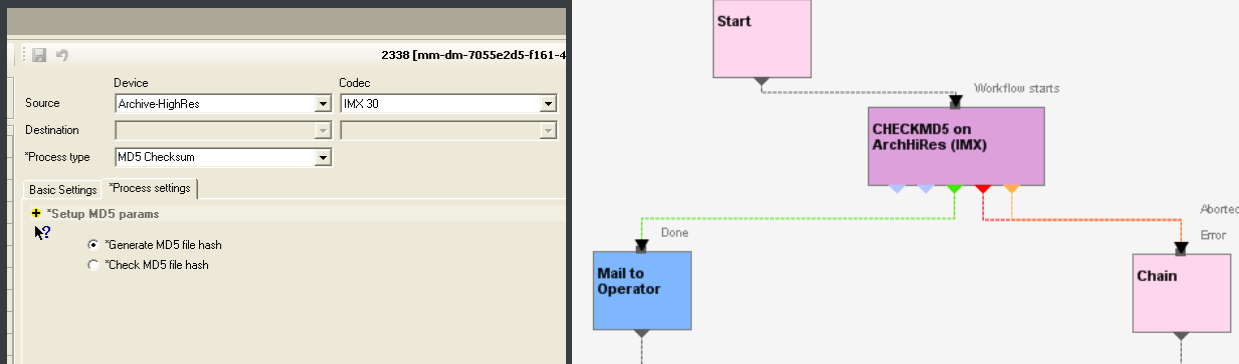 2338 [mm-dm-7055e2d5-f161-4
Device Codec
Source Archive-HighRes IMX 30
Destination
*Process type MD5 Checksum
Basic Settings *Process settings
*Setup MD5 params
*Generate MD5 file hash
*Check MD5 file hash
Start
Workflow starts
CHECKMD5 on
ArchHiRes (IMX)
Done
Aborted
Error
Mail to
Operator
Chain